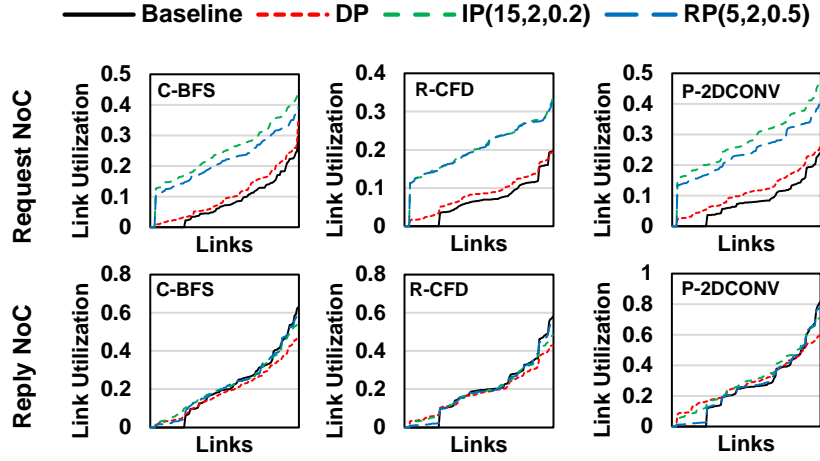 Baseline DP IP(15,2,0.2) RP(5,2,0.5)
Request NoC
Link Utilization
0.5
0.4
0.3
0.2
0.1
0
C-BFS
Links
Link Utilization
0.4
0.3
0.2
0.1
0
R-CFD
Links
Link Utilization
0.5
0.4
0.3
0.2
0.1
0
P-2DCONV
Links
Reply NoC
Link Utilization
0.8
0.6
0.4
0.2
0
C-BFS
Links
Link Utilization
0.8
0.6
0.4
0.2
0
R-CFD
Links
Link Utilization
1
0.8
0.6
0.4
0.2
0
P-2DCONV
Links